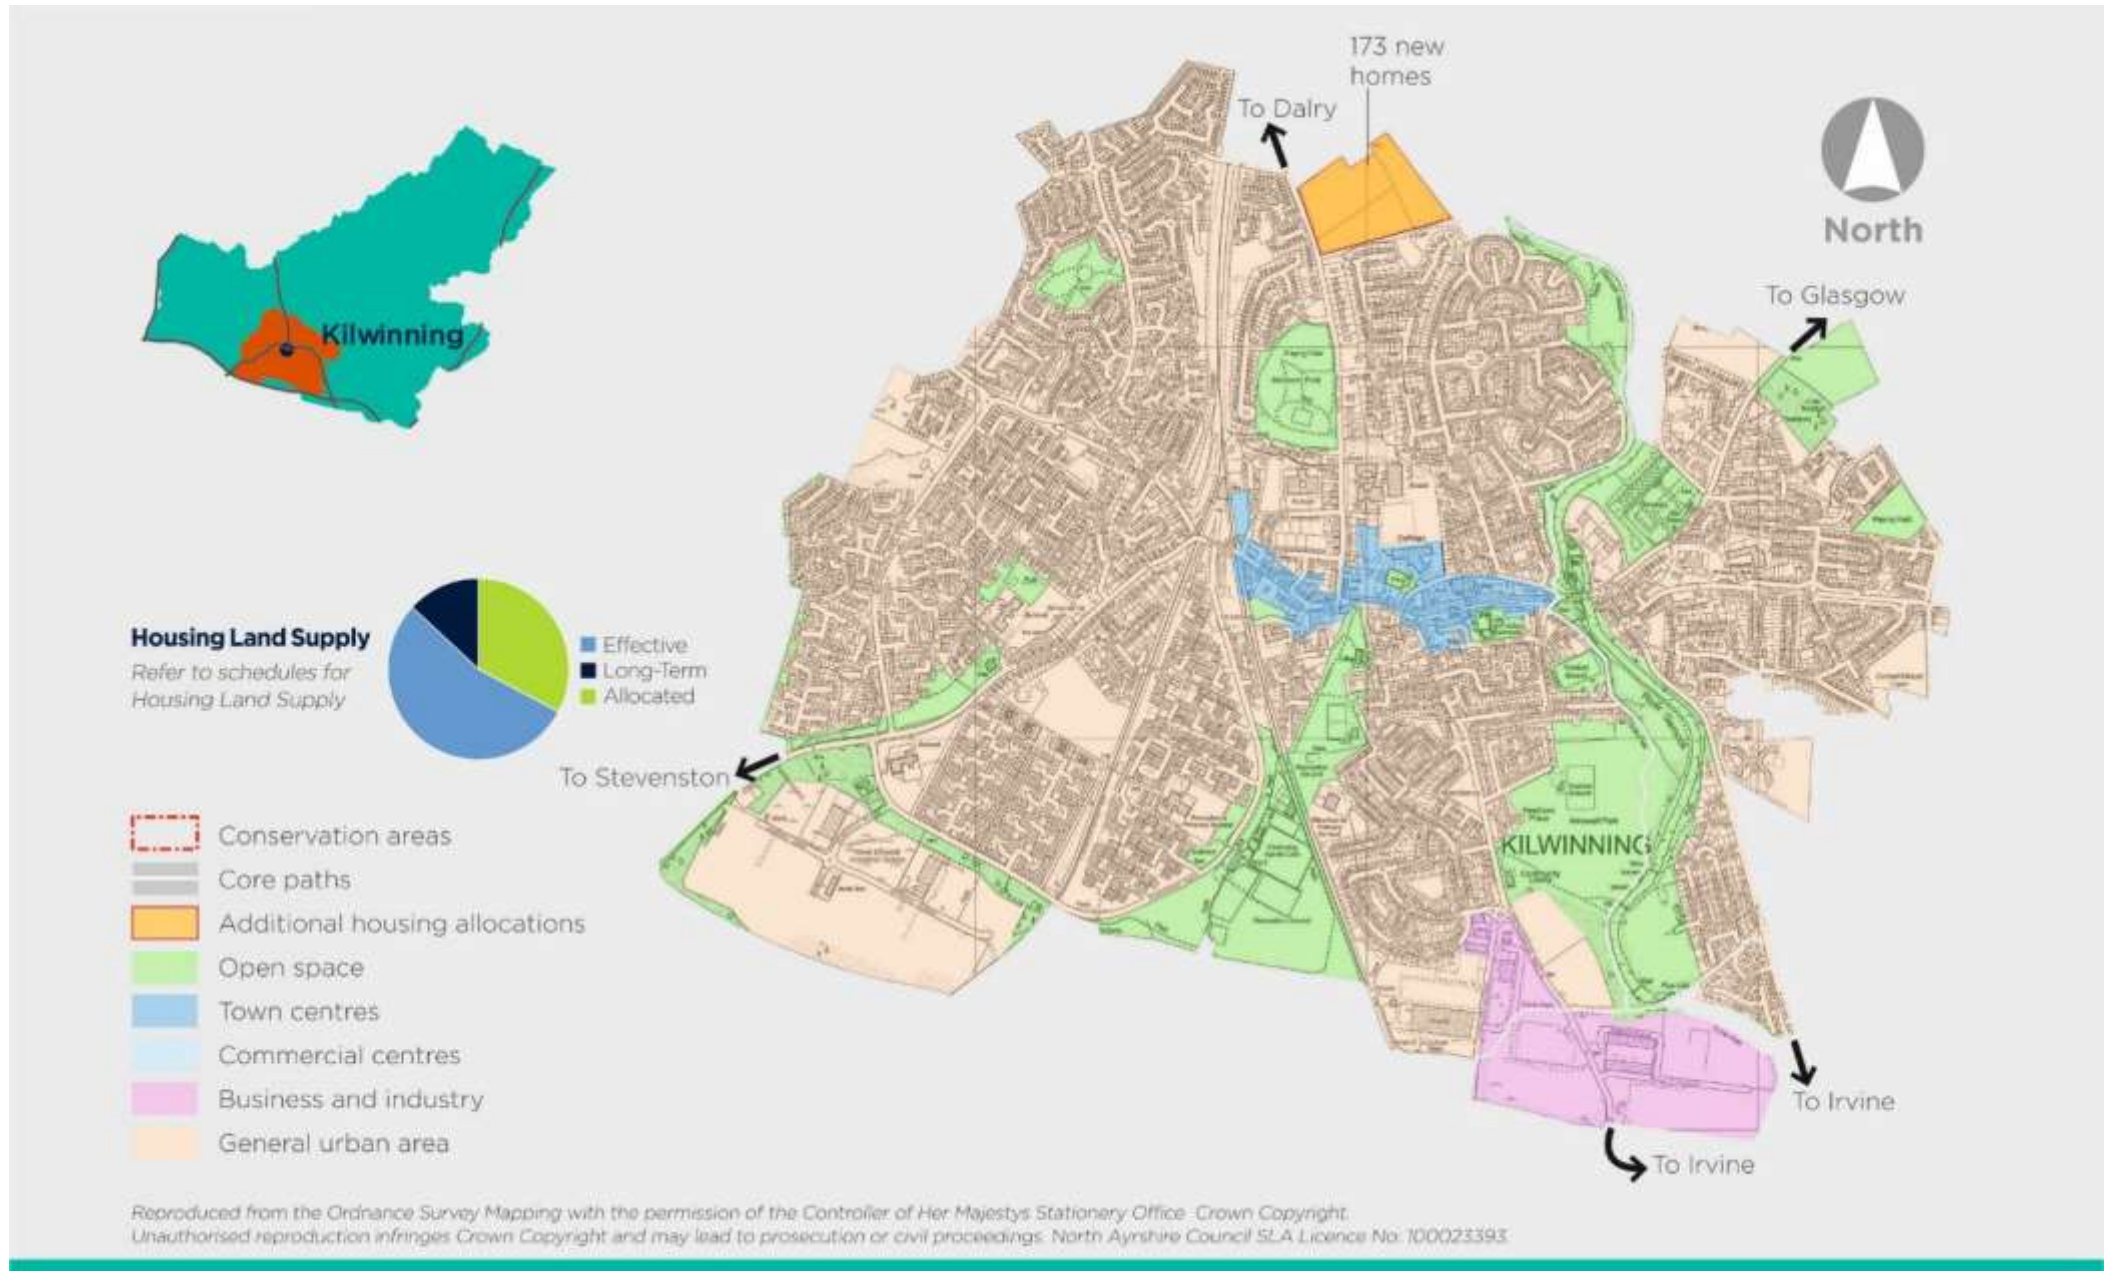 173 new
homes
To Dalry
North
To Glasgow
Kilwinning
Housing Land Supply
Refer to schedules for
Housing Land Supply
Effective
Long-Term
Allocated
To Stevenston
KILWINNING
Conservation areas
Core paths
Additional housing allocations
Open space
Town centres
Commercial centres
Business and industry
General urban area
To Irvine
To Irvine
Reproduced from the Ordnance Survey Mapping with the permission of the Controller of Her Majestys Stationery Office Crown Copyright.
Unauthorised reproduction infringes Crown Copyright and may lead to prosecution or civil proceedings. North Ayrshire Council SLA Licence No. 100023393